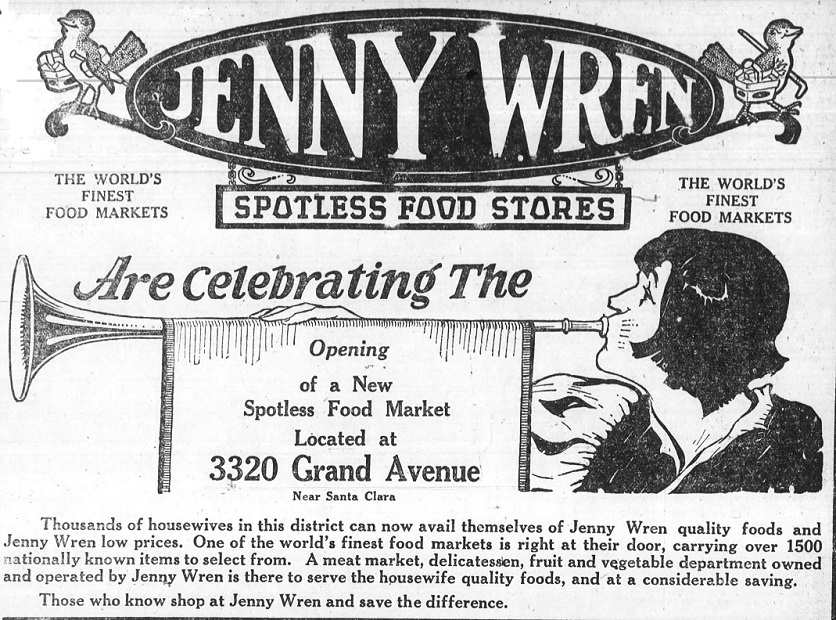 JENNY WREN
SPOTLESS FOOD STORES
THE WORLD'S
FINEST
FOOD MARKETS
THE WORLD'S
FINEST
FOOD MARKETS
Are Celebrating The
Opening
of a New
Spotless Food Market
Located at
3320 Grand Avenue
Near Santa Clara
Thousands of housewives in this district can now avail themselves of Jenny Wren quality foods and
Jenny Wren low prices. One of the world's finest food markets is right at their door, carrying over 1500
nationally known items to select from. A meat market, delicatessen, fruit and vegetable department owned
and operated by Jenny Wren is there to serve the housewife quality foods, and at a considerable saving.
Those who know shop at Jenny Wren and save the difference.